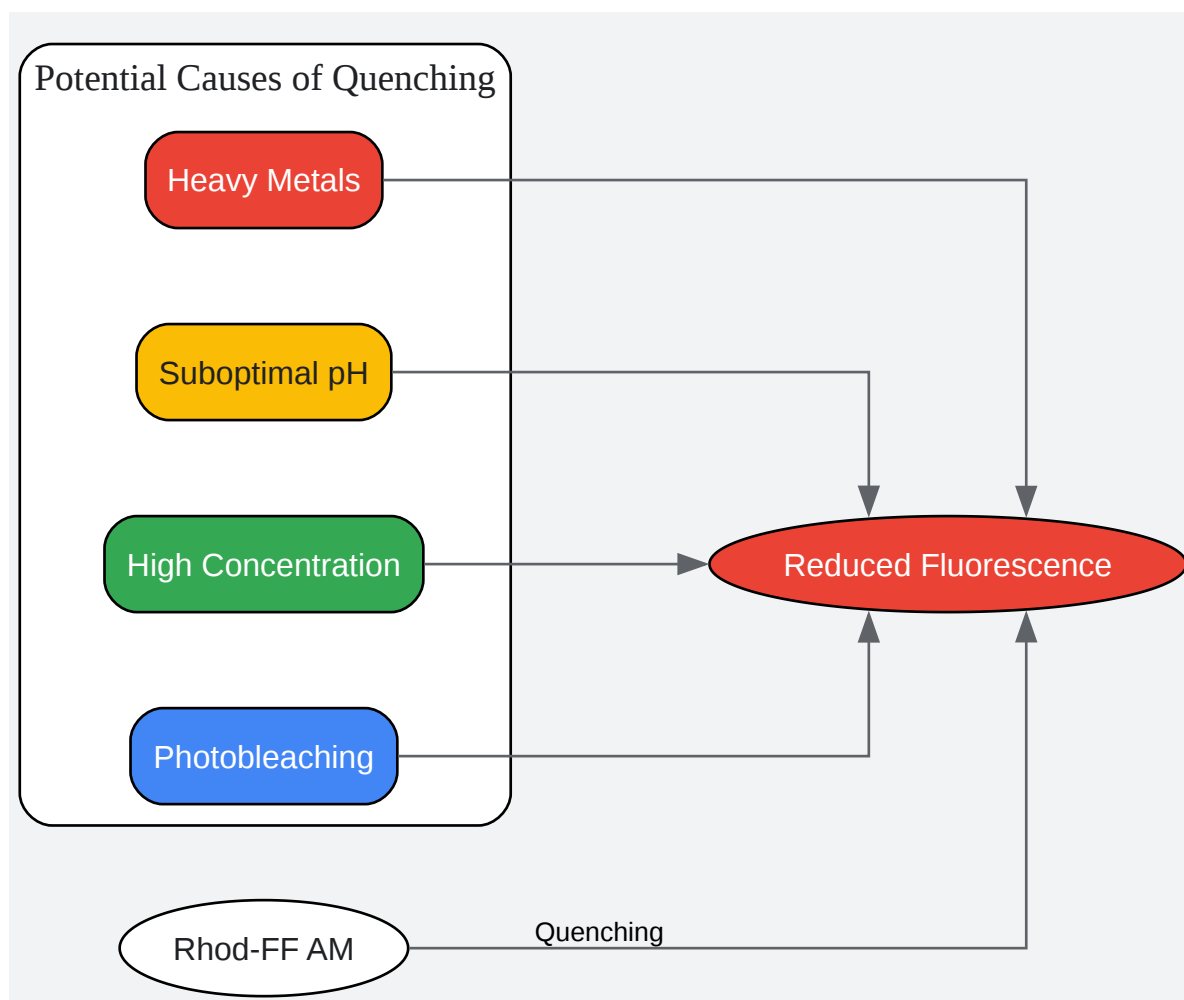 Potential Causes of Quenching
Heavy Metals
Suboptimal pH
High Concentration
Reduced Fluorescence
Photobleaching
Quenching
Rhod-FF AM